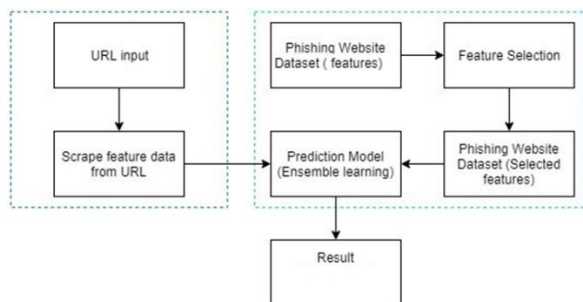 URL input
Phishing Website
Dataset ( features)
Feature Selection
Scrape feature data
from URL
Prediction Model
(Ensemble learning)
Phishing Website
Dataset (Selected
features)
Result